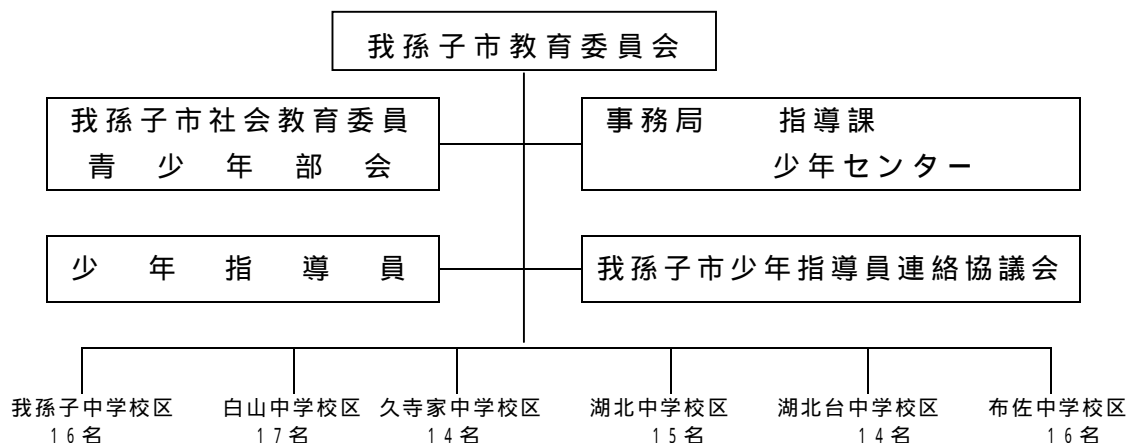 我孫子市教育委員会
我孫子市社会教育委員
青少年部会
事務局 指導課
少年センター
少年指導員
我孫子市少年指導員連絡協議会
我孫子中学校区 白山中学校区 久寺家中学校区 湖北中学校区 湖北台中学校区 布佐中学校区
16名 17名 14名 15名 14名 16名